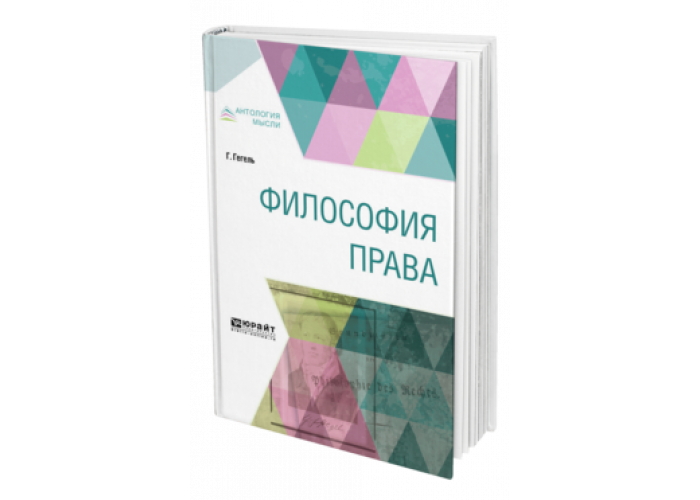 АНТОЛОГИЯ
МЫСЛИ
Г. Гегель
ФИЛОСОФИЯ
ПРАВА
ЮРАЙТ